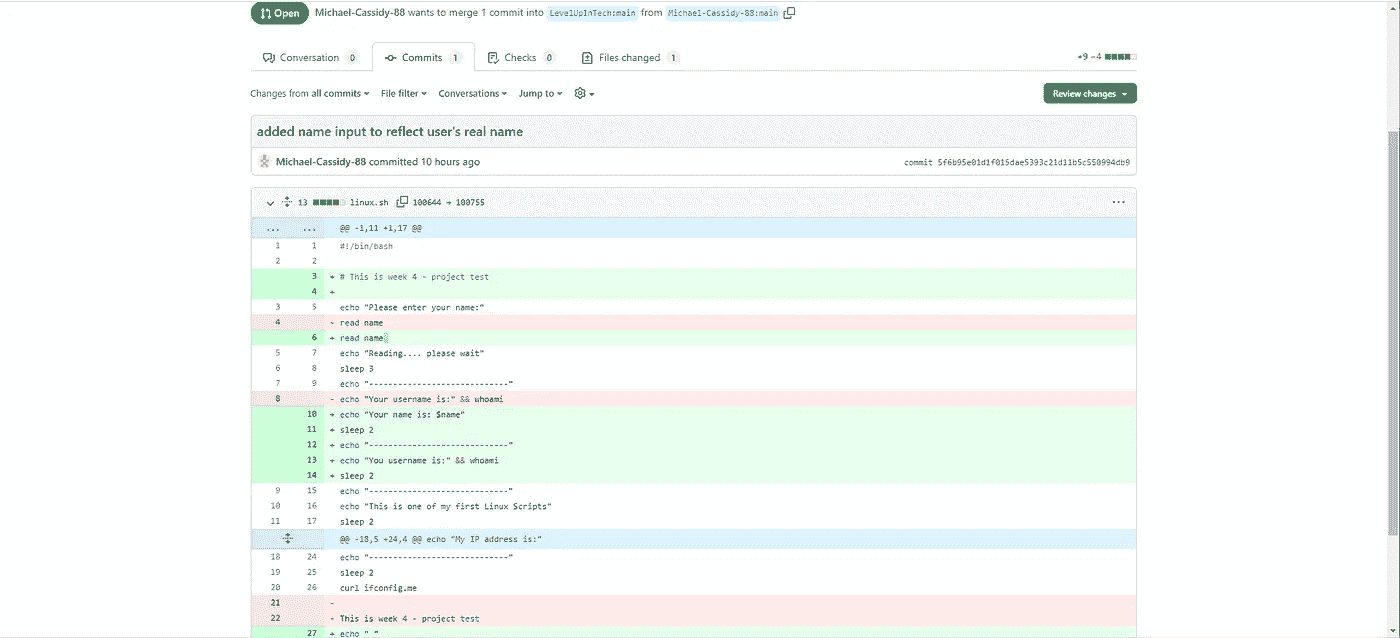 Open Michael-Cassidy-88 wants to merge 1 commit into LevelUpInTech:main from Michael-Cassidy-88:main
Conversation 0 Commits 1 Checks 0 Files changed 1 +9 −4
Changes from all commits File filter Conversations Jump to Review changes
added name input to reflect user's real name
Michael-Cassidy-88 committed 10 hours ago commit 5f6b95e01d1f015dae5393c21d11b5c550994db9
13 linux.sh 100644 → 100755
... ... @@ -1,11 +1,17 @@
1 1 #!/bin/bash
2 2
3 + # This is week 4 - project test
4 +
3 5 echo "Please enter your name:"
4 - read name
6 + read name
5 7 echo "Reading.... please wait"
6 8 sleep 3
7 9 echo "-----------------------------"
8 - echo "Your username is:" && whoami
10 + echo "Your name is: $name"
11 + sleep 2
12 + echo "-----------------------------"
13 + echo "You username is:" && whoami
14 + sleep 2
9 15 echo "-----------------------------"
10 16 echo "This is one of my first Linux Scripts"
11 17 sleep 2
@@ -18,5 +24,4 @@ echo "My IP address is:"
18 24 echo "-----------------------------"
19 25 sleep 2
20 26 curl ifconfig.me
21 -
22 - This is week 4 - project test
27 + echo " "